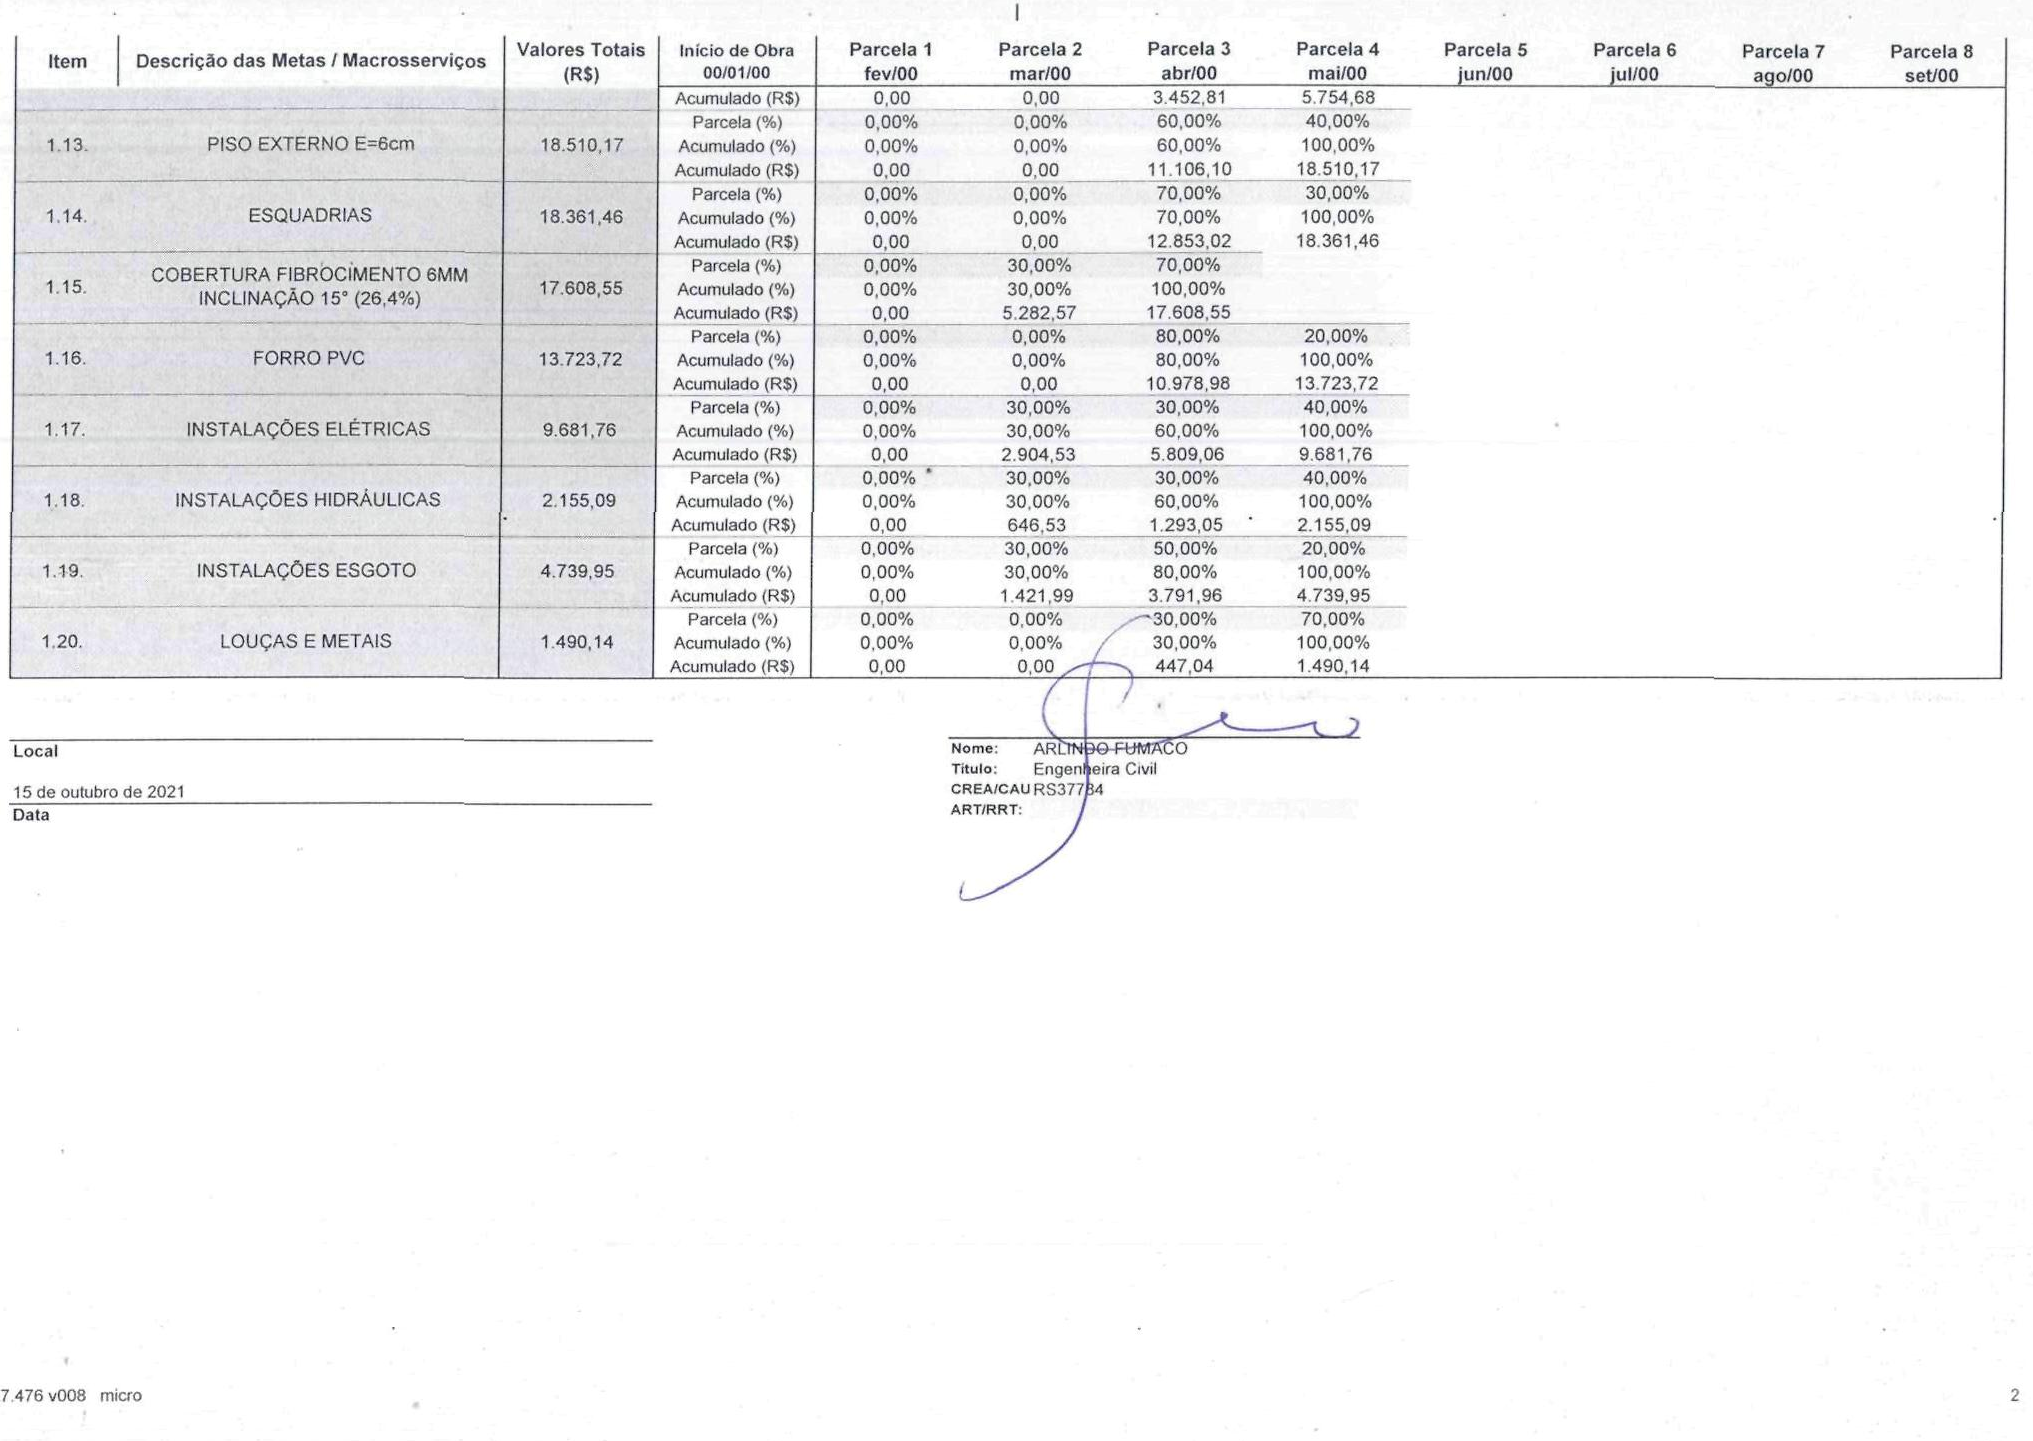 Item Descrição das Metas / Macrosserviços Valores Totais (R$) Início de Obra 00/01/00 Parcela 1 fev/00 Parcela 2 mar/00 Parcela 3 abr/00 Parcela 4 mai/00 Parcela 5 jun/00 Parcela 6 jul/00 Parcela 7 ago/00 Parcela 8 set/00
Acumulado (R$) 0,00 0,00 3.452,81 5.754,68
1.13. PISO EXTERNO E=6cm 18.510,17
Parcela (%) 0,00% 0,00% 60,00% 40,00%
Acumulado (%) 0,00% 0,00% 60,00% 100,00%
Acumulado (R$) 0,00 0,00 11.106,10 18.510,17
1.14. ESQUADRIAS 18.361,46
Parcela (%) 0,00% 0,00% 70,00% 30,00%
Acumulado (%) 0,00% 0,00% 70,00% 100,00%
Acumulado (R$) 0,00 0,00 12.853,02 18.361,46
1.15. COBERTURA FIBROCIMENTO 6MM INCLINAÇÃO 15° (26,4%) 17.608,55
Parcela (%) 0,00% 30,00% 70,00%
Acumulado (%) 0,00% 30,00% 100,00%
Acumulado (R$) 0,00 5.282,57 17.608,55
1.16. FORRO PVC 13.723,72
Parcela (%) 0,00% 0,00% 80,00% 20,00%
Acumulado (%) 0,00% 0,00% 80,00% 100,00%
Acumulado (R$) 0,00 0,00 10.978,98 13.723,72
1.17. INSTALAÇÕES ELÉTRICAS 9.681,76
Parcela (%) 0,00% 30,00% 30,00% 40,00%
Acumulado (%) 0,00% 30,00% 60,00% 100,00%
Acumulado (R$) 0,00 2.904,53 5.809,06 9.681,76
1.18. INSTALAÇÕES HIDRÁULICAS 2.155,09
Parcela (%) 0,00% 30,00% 30,00% 40,00%
Acumulado (%) 0,00% 30,00% 60,00% 100,00%
Acumulado (R$) 0,00 646,53 1.293,05 2.155,09
1.19. INSTALAÇÕES ESGOTO 4.739,95
Parcela (%) 0,00% 30,00% 50,00% 20,00%
Acumulado (%) 0,00% 30,00% 80,00% 100,00%
Acumulado (R$) 0,00 1.421,99 3.791,96 4.739,95
1.20. LOUÇAS E METAIS 1.490,14
Parcela (%) 0,00% 0,00% 30,00% 70,00%
Acumulado (%) 0,00% 0,00% 30,00% 100,00%
Acumulado (R$) 0,00 0,00 447,04 1.490,14
Local
15 de outubro de 2021
Data
Nome: ARLINDO FUMACO
Título: Engenheira Civil
CREA/CAU RS37784
ART/RRT:
7.476 v008 micro
2